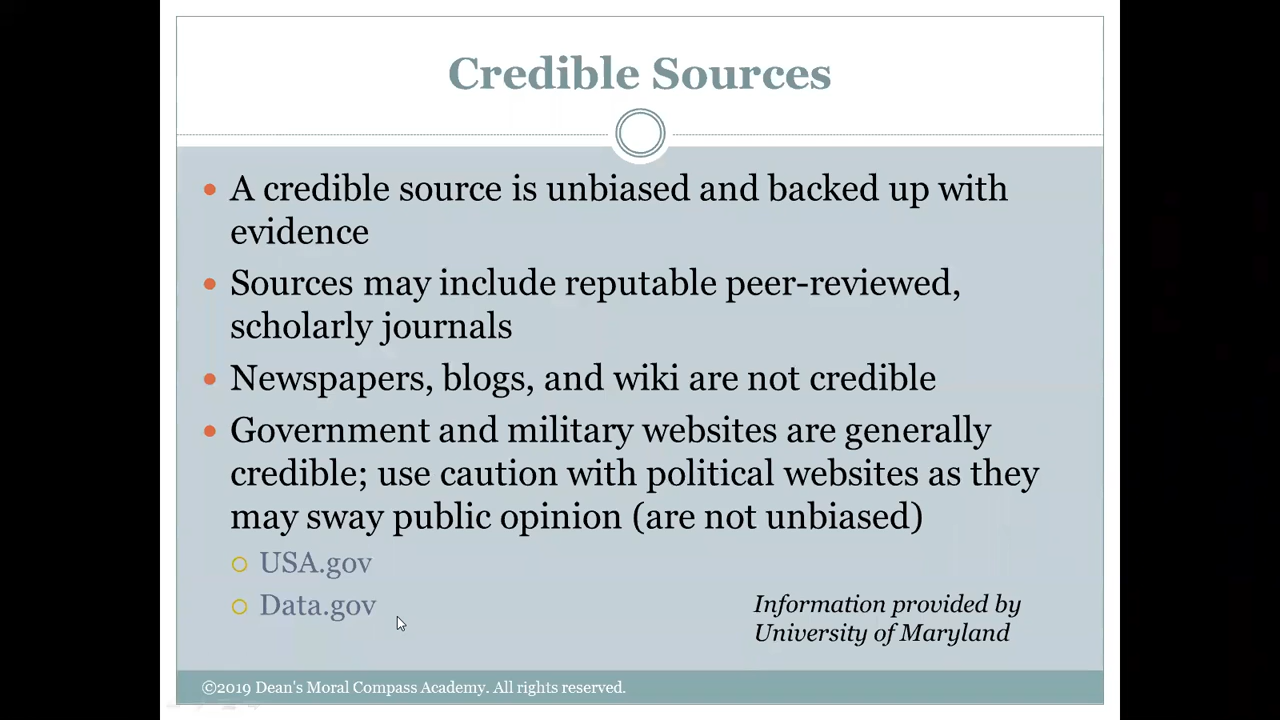 Credible Sources
A credible source is unbiased and backed up with
evidence
Sources may include reputable peer-reviewed,
scholarly journals
Newspapers, blogs, and wiki are not credible
Government and military websites are generally
credible; use caution with political websites as they
may sway public opinion (are not unbiased)
USA.gov
Data.gov
Information provided by
University of Maryland
©2019 Dean's Moral Compass Academy. All rights reserved.